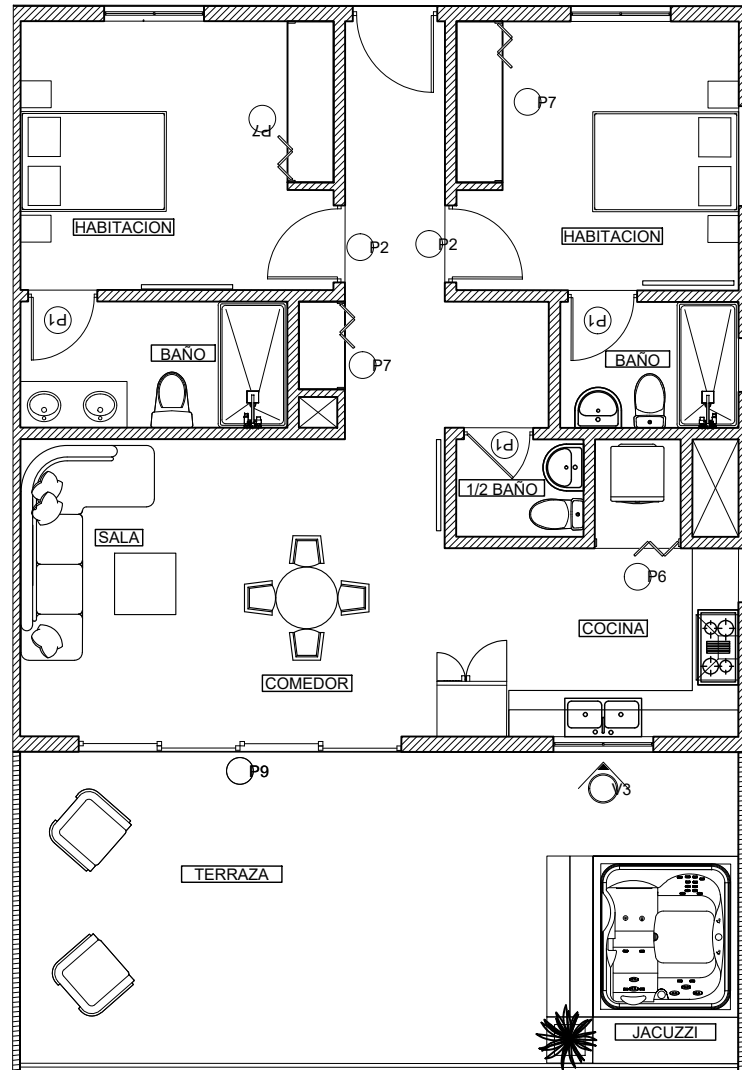 P7
P7
HABITACION
HABITACION
P2
P2
P1
P1
BAÑO
BAÑO
P7
P1
1/2 BAÑO
SALA
P6
COCINA
COMEDOR
P9
V3
TERRAZA
JACUZZI